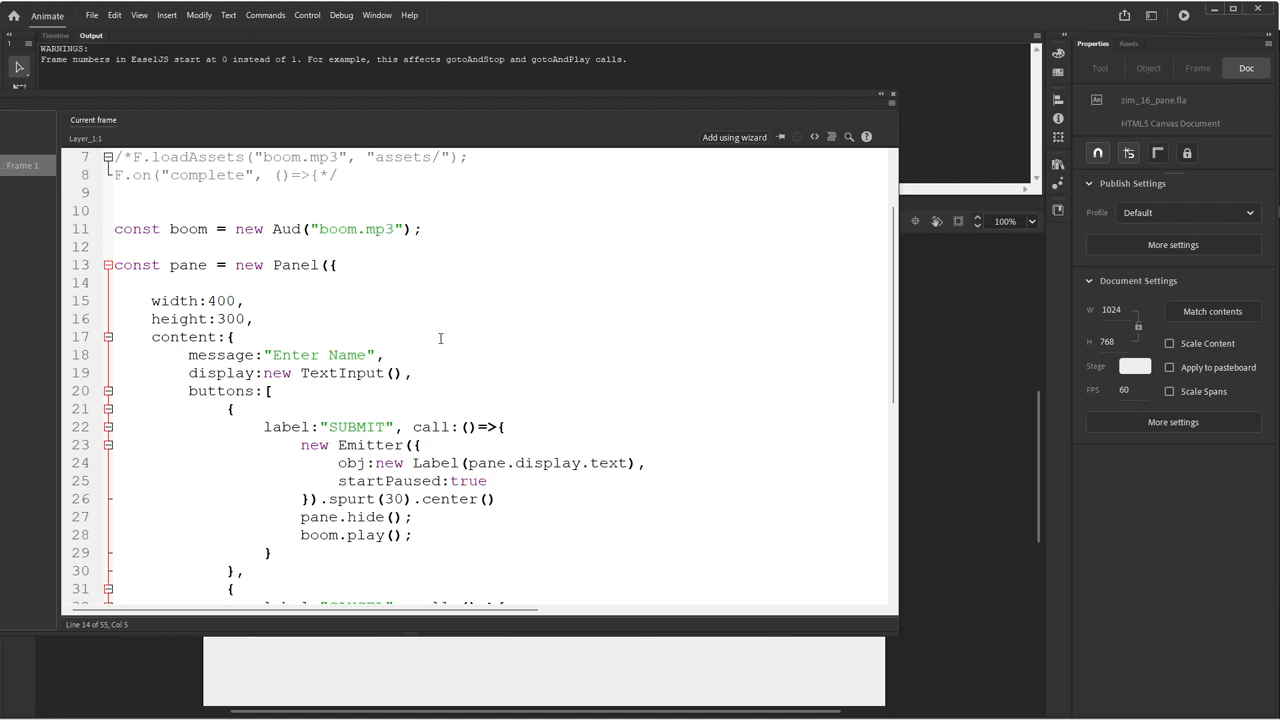 Animate
File
Edit
View
Insert
Modify
Text
Commands
Control
Debug
Window
Help
1
Timeline
Output
WARNINGS:
Frame numbers in EaselJS start at 0 instead of 1. For example, this affects gotoAndStop and gotoAndPlay calls.
Current frame
Layer_1:1
Add using wizard
: Frame 1
7 /*F.loadAssets("boom.mp3", "assets/");
8 F.on("complete", ()=>{*/
9
10
11 const boom = new Aud("boom.mp3");
12
13 const pane = new Panel({
14
15 width:400,
16 height:300,
17 content:{
18 message:"Enter Name",
19 display:new TextInput(),
20 buttons:[
21 {
22 label:"SUBMIT", call:()=>{
23 new Emitter({
24 obj:new Label(pane.display.text),
25 startPaused:true
26 }).spurt(30).center()
27 pane.hide();
28 boom.play();
29 }
30 },
31 {
Line 14 of 55, Col 5
100%
Properties
Assets
Tool
Object
Frame
Doc
An
zim_16_pane.fla
HTML5 Canvas Document
Publish Settings
Profile
Default
More settings
Document Settings
W 1024
Match contents
H 768
Scale Content
Stage
Apply to pasteboard
FPS 60
Scale Spans
More settings